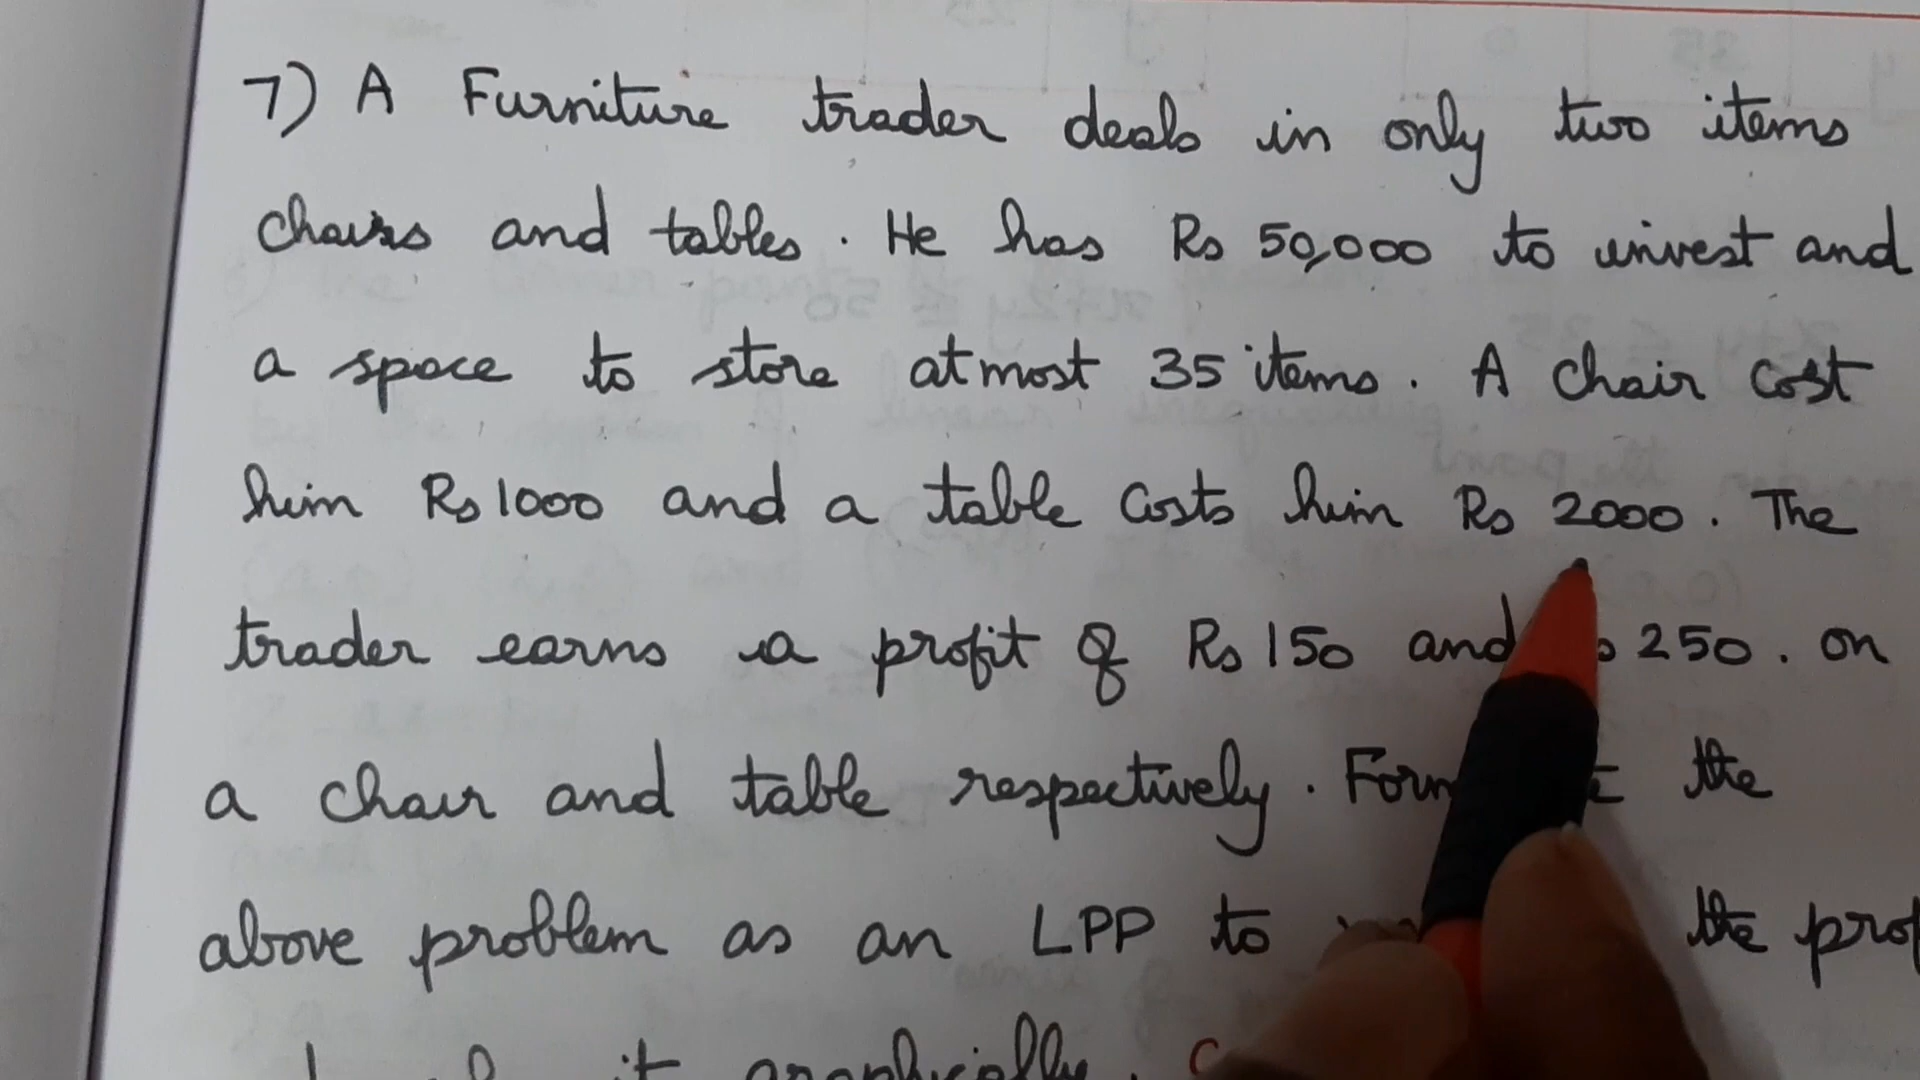 7) A Furniture trader deals in only two items
chairs and tables. He has Rs 50,000 to invest and
a space to store atmost 35 items. A chair cost
him Rs 1000 and a table costs him Rs 2000. The
trader earns a profit of Rs 150 and 250. on
a chair and table respectively. the
above problem as an LPP to the
it graphically.